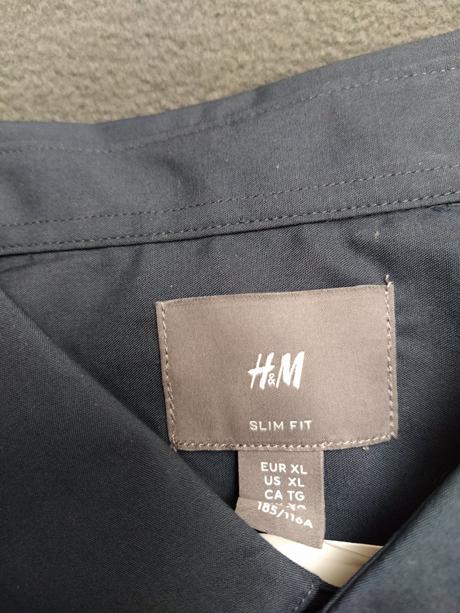 H&M
SLIM FIT
EUR XL
US XL
CA TG
185/116A